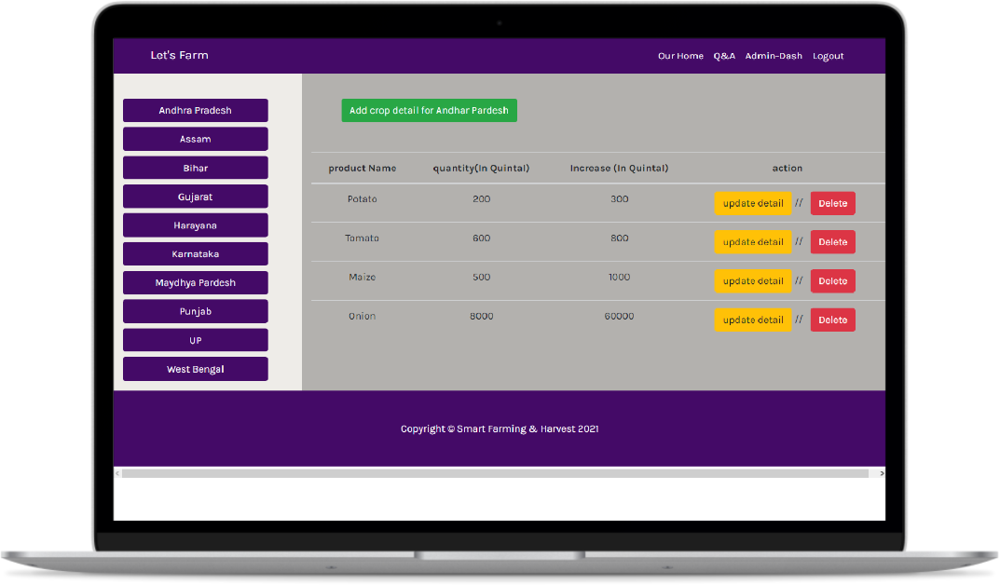 Let's Farm
Our Home Q&A Admin-Dash Logout
Andhra Pradesh
Assam
Bihar
Gujarat
Harayana
Karnataka
Maydhya Pardesh
Punjab
UP
West Bengal
Add crop detail for Andhar Pardesh
product Name quantity(In Quintal) Increase (In Quintal) action
Potato 200 300 update detail // Delete
Tomato 600 800 update detail // Delete
Maize 500 1000 update detail // Delete
Onion 8000 60000 update detail // Delete
Copyright © Smart Farming & Harvest 2021